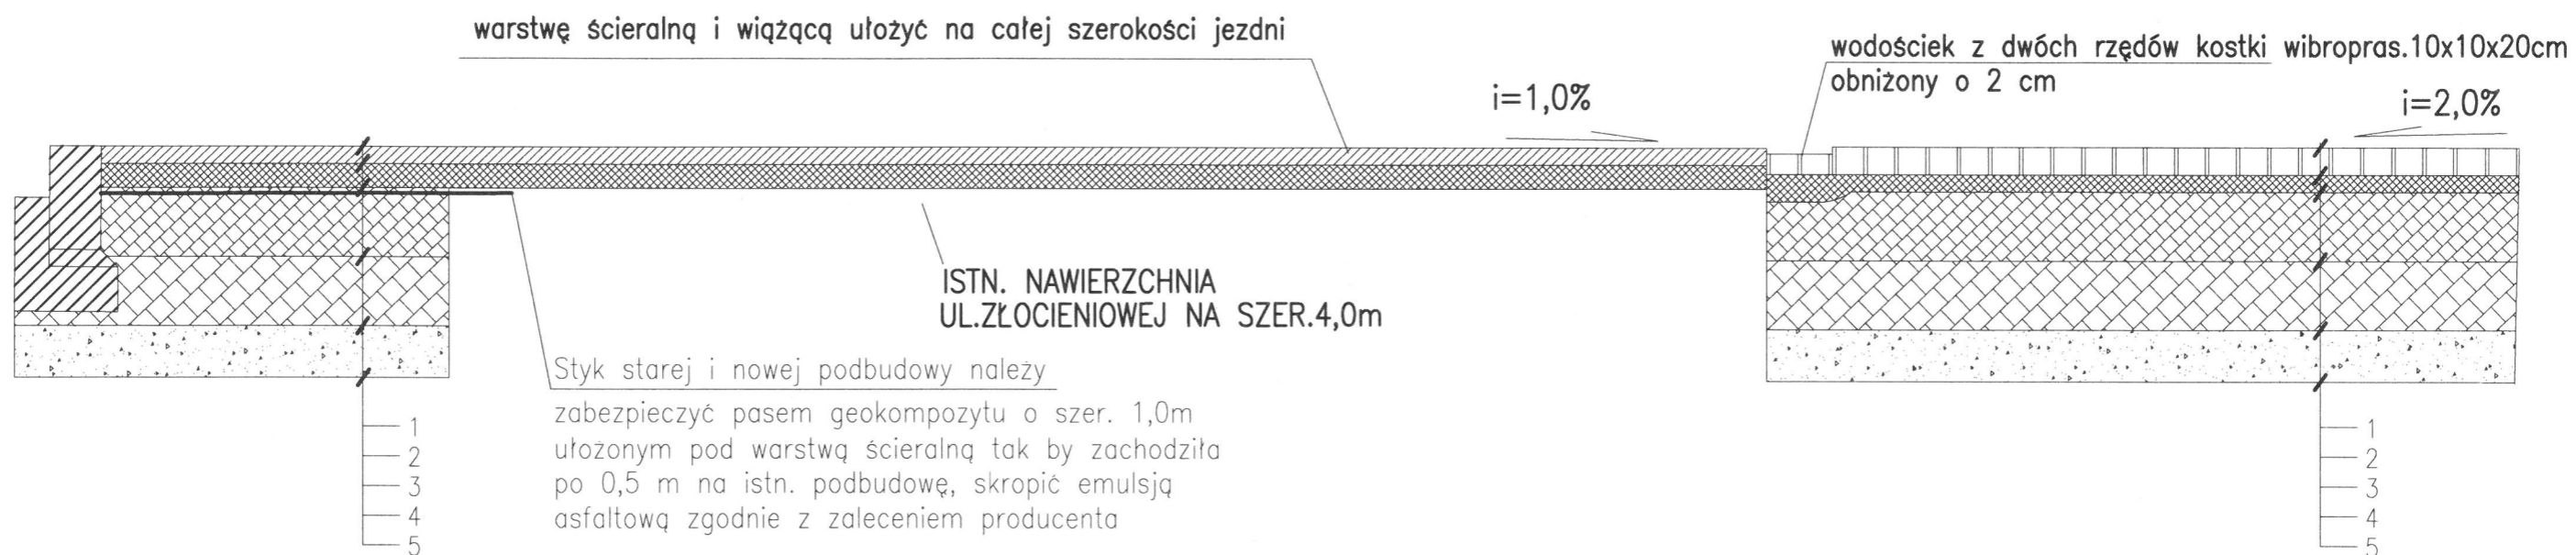 warstwę ścieralną i wiążącą ułożyć na całej szerokości jezdni
wodościek z dwóch rzędów kostki wibropras.10x10x20cm
obniżony o 2 cm
i=1,0%
i=2,0%
ISTN. NAWIERZCHNIA
UL.ZŁOCIENIOWEJ NA SZER.4,0m
Styk starej i nowej podbudowy należy
zabezpieczyć pasem geokompozytu o szer. 1,0m
ułożonym pod warstwą ścieralną tak by zachodziła
po 0,5 m na istn. podbudowę, skropić emulsją
asfaltową zgodnie z zaleceniem producenta
1
2
3
4
5
1
2
3
4
5